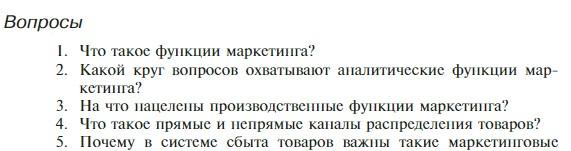 Вопросы
1. Что такое функции маркетинга?
2. Какой круг вопросов охватывают аналитические функции мар-
кетинга?
3. На что нацелены производственные функции маркетинга?
4. Что такое прямые и непрямые каналы распределения товаров?
5. Почему в системе сбыта товаров важны такие маркетинговые